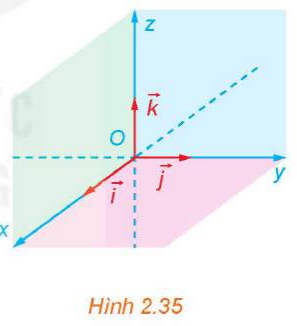 z
k⃗
O
i⃗ j⃗ y
x
Hình 2.35